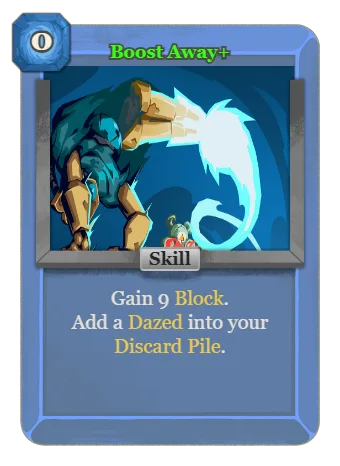 0
Boost Away+
Skill
Gain 9 Block.
Add a Dazed into your
Discard Pile.